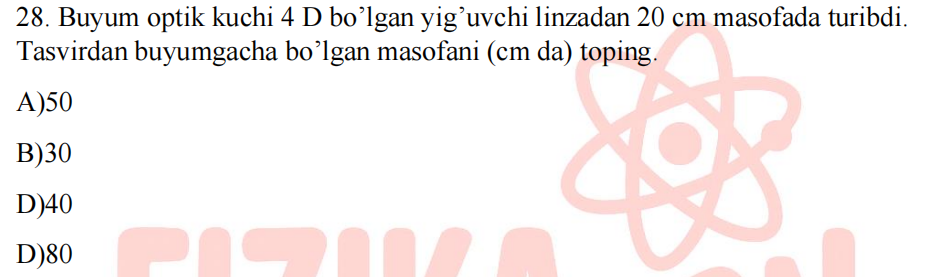 28. Buyum optik kuchi 4 D bo’lgan yig’uvchi linzadan 20 cm masofada turibdi.
Tasvirdan buyumgacha bo’lgan masofani (cm da) toping.
A)50
B)30
D)40
D)80